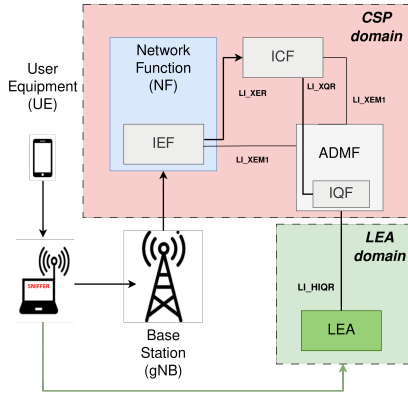 CSP
domain
Network
Function
(NF)
ICF
User
Equipment
(UE)
LI_XER
LI_XQR
LI_XEM1
IEF
LI_XEM1
ADMF
IQF
LEA
domain
SNIFFER
LI_HIQR
LEA
Base
Station
(gNB)